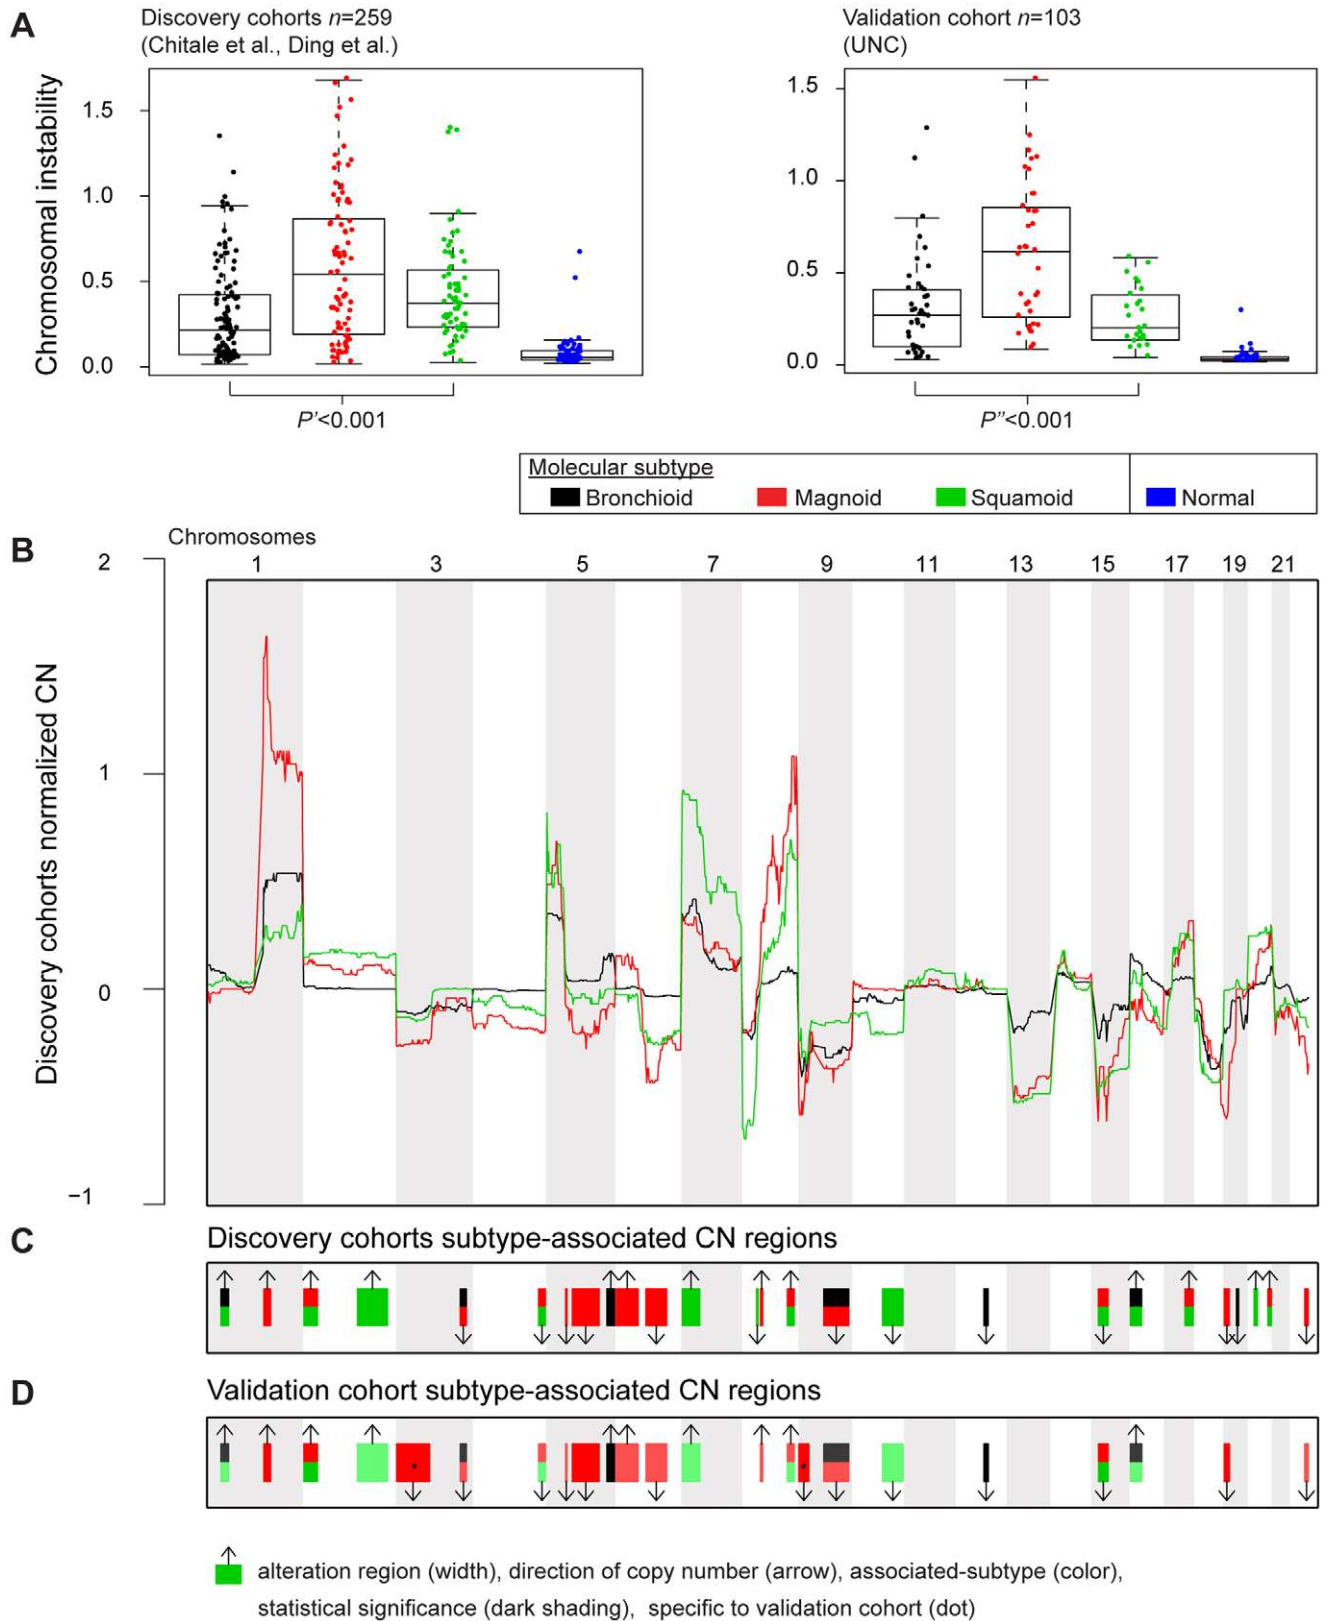 A
Discovery cohorts n=259
(Chitale et al., Ding et al.)
Validation cohort n=103
(UNC)
Chromosomal instability
1.5
1.0
0.5
0.0
1.5
1.0
0.5
0.0
P'<0.001
P''<0.001
Molecular subtype
Bronchioid Magnoid Squamoid Normal
B
Chromosomes
1 3 5 7 9 11 13 15 17 19 21
Discovery cohorts normalized CN
2
1
0
−1
C
Discovery cohorts subtype-associated CN regions
D
Validation cohort subtype-associated CN regions
alteration region (width), direction of copy number (arrow), associated-subtype (color),
statistical significance (dark shading), specific to validation cohort (dot)